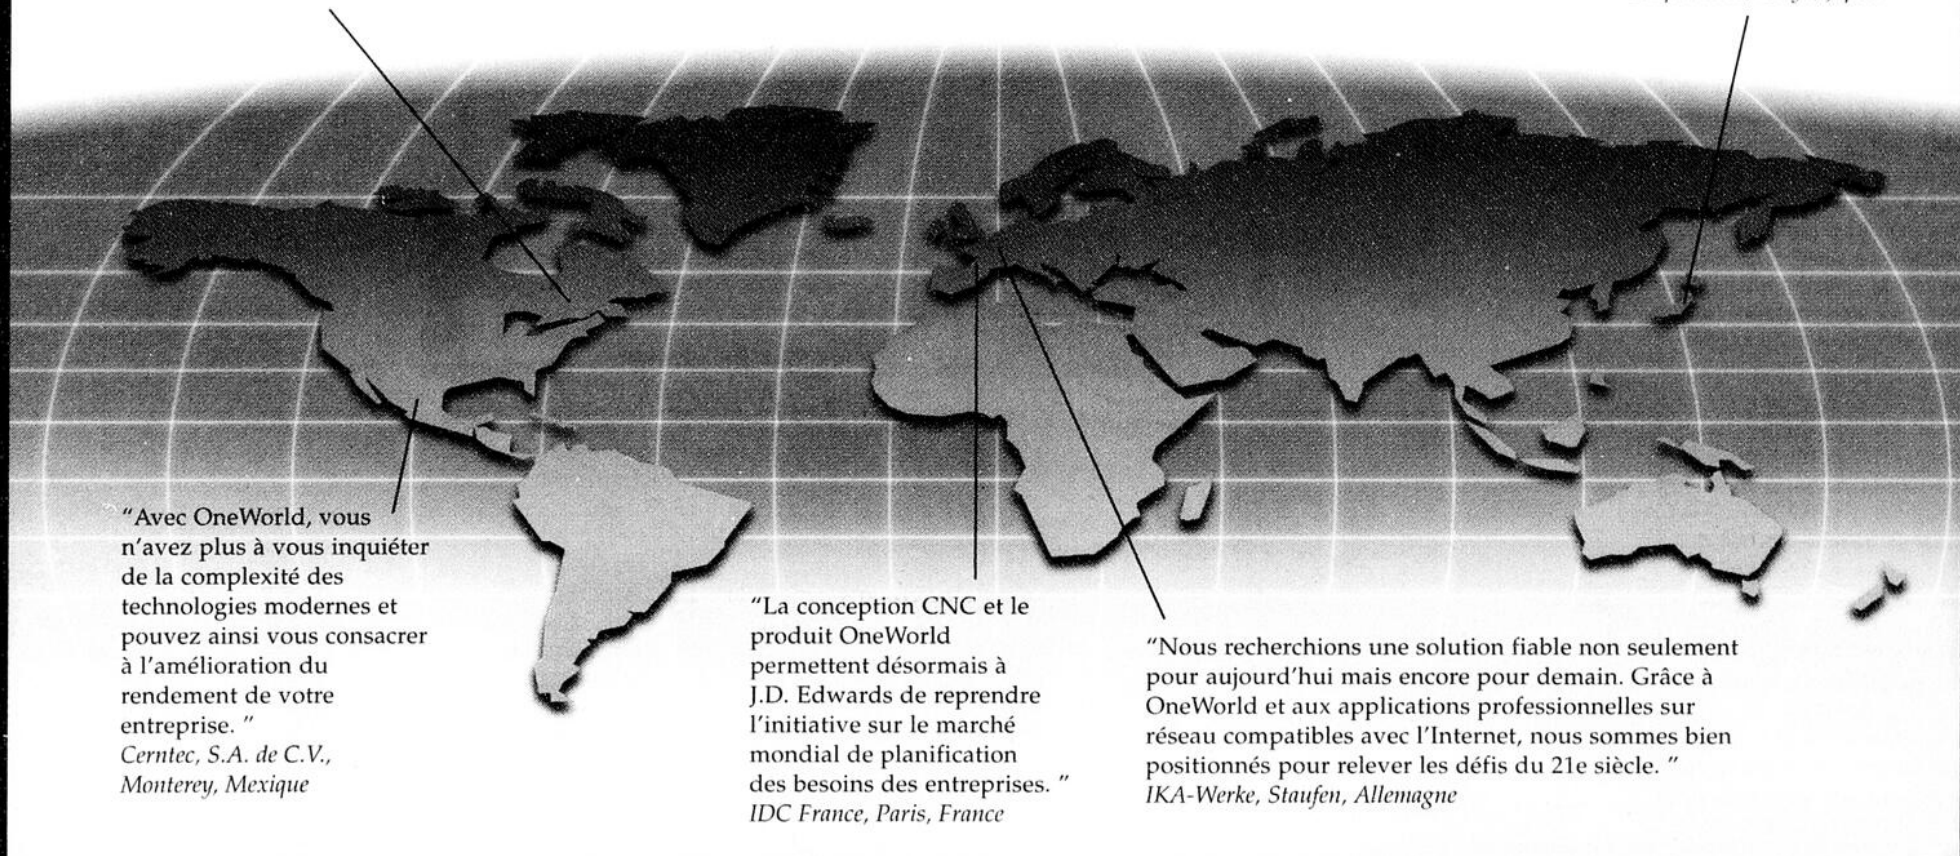 "Avec OneWorld, vous
n'avez plus à vous inquiéter
de la complexité des
technologies modernes et
pouvez ainsi vous consacrer
à l'amélioration du
rendement de votre
entreprise. "
Cerntec, S.A. de C.V.,
Monterey, Mexique
"La conception CNC et le
produit OneWorld
permettent désormais à
J.D. Edwards de reprendre
l'initiative sur le marché
mondial de planification
des besoins des entreprises. "
IDC France, Paris, France
"Nous recherchions une solution fiable non seulement
pour aujourd'hui mais encore pour demain. Grâce à
OneWorld et aux applications professionnelles sur
réseau compatibles avec l'Internet, nous sommes bien
positionnés pour relever les défis du 21e siècle. "
IKA-Werke, Staufen, Allemagne